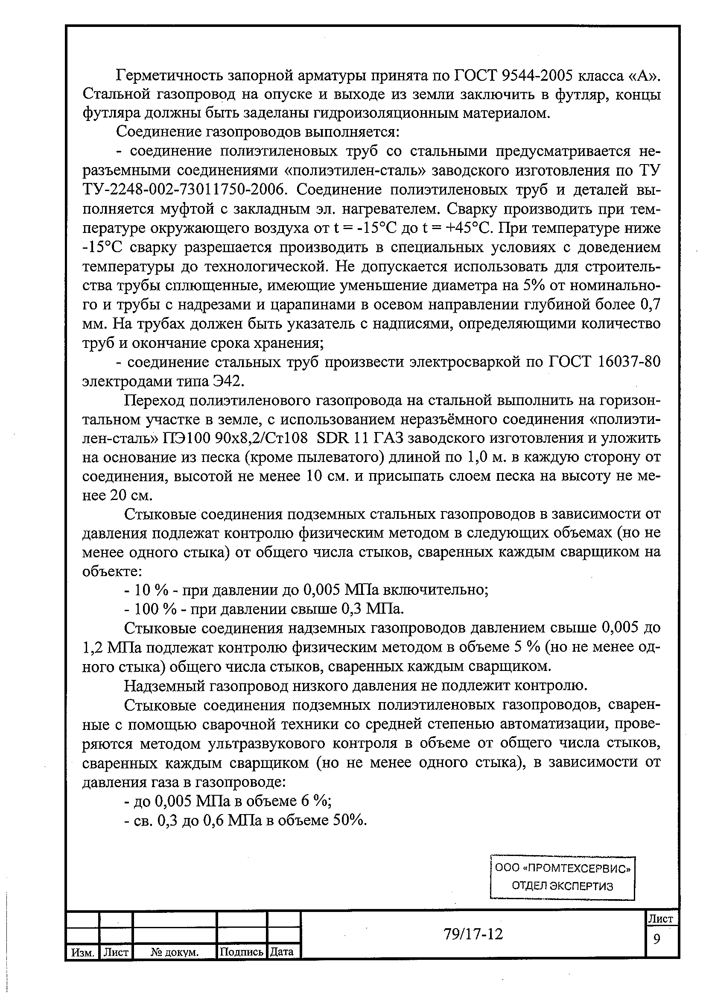 Герметичность запорной арматуры принята по ГОСТ 9544-2005 класса «А».
Стальной газопровод на опуске и выходе из земли заключить в футляр, концы
футляра должны быть заделаны гидроизоляционным материалом.
Соединение газопроводов выполняется:
- соединение полиэтиленовых труб со стальными предусматривается не-
разъемными соединениями «полиэтилен-сталь» заводского изготовления по ТУ
ТУ-2248-002-73011750-2006. Соединение полиэтиленовых труб и деталей вы-
полняется муфтой с закладным эл. нагревателем. Сварку производить при тем-
пературе окружающего воздуха от t = -15°С до t = +45°С. При температуре ниже
-15°С сварку разрешается производить в специальных условиях с доведением
температуры до технологической. Не допускается использовать для строитель-
ства трубы сплющенные, имеющие уменьшение диаметра на 5% от номинально-
го и трубы с надрезами и царапинами в осевом направлении глубиной более 0,7
мм. На трубах должен быть указатель с надписями, определяющими количество
труб и окончание срока хранения;
- соединение стальных труб произвести электросваркой по ГОСТ 16037-80
электродами типа Э42.
Переход полиэтиленового газопровода на стальной выполнить на горизон-
тальном участке в земле, с использованием неразъёмного соединения «полиэти-
лен-сталь» ПЭ100 90х8,2/Ст108 SDR 11 ГАЗ заводского изготовления и уложить
на основание из песка (кроме пылеватого) длиной по 1,0 м. в каждую сторону от
соединения, высотой не менее 10 см. и присыпать слоем песка на высоту не ме-
нее 20 см.
Стыковые соединения подземных стальных газопроводов в зависимости от
давления подлежат контролю физическим методом в следующих объемах (но не
менее одного стыка) от общего числа стыков, сваренных каждым сварщиком на
объекте:
- 10 % - при давлении до 0,005 МПа включительно;
- 100 % - при давлении свыше 0,3 МПа.
Стыковые соединения надземных газопроводов давлением свыше 0,005 до
1,2 МПа подлежат контролю физическим методом в объеме 5 % (но не менее од-
ного стыка) общего числа стыков, сваренных каждым сварщиком.
Надземный газопровод низкого давления не подлежит контролю.
Стыковые соединения подземных полиэтиленовых газопроводов, сварен-
ные с помощью сварочной техники со средней степенью автоматизации, прове-
ряются методом ультразвукового контроля в объеме от общего числа стыков,
сваренных каждым сварщиком (но не менее одного стыка), в зависимости от
давления газа в газопроводе:
- до 0,005 МПа в объеме 6 %;
- св. 0,3 до 0,6 МПа в объеме 50%.
ООО «ПРОМТЕХСЕРВИС»
ОТДЕЛ ЭКСПЕРТИЗ
79/17-12
Лист
9
Изм. Лист № докум. Подпись Дата